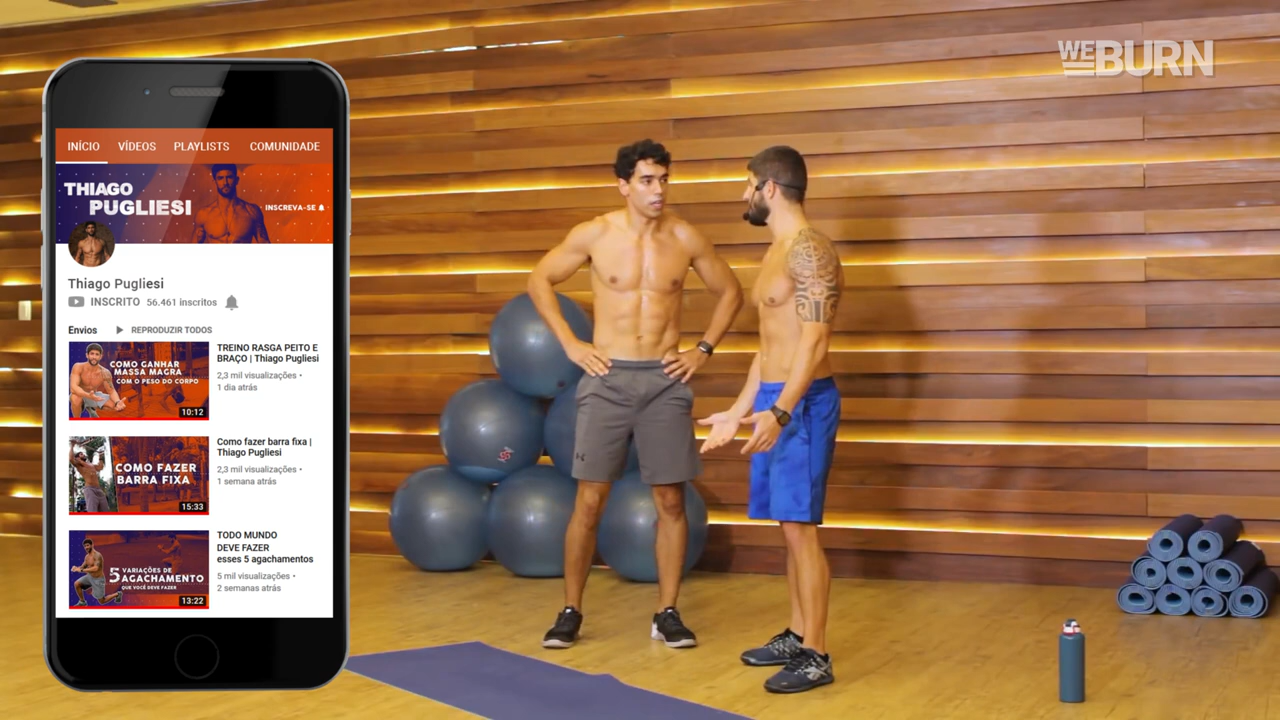 WEBURN
INÍCIO VÍDEOS PLAYLISTS COMUNIDADE
THIAGO
PUGLIESI
INSCREVA-SE
Thiago Pugliesi
INSCRITO 56.461 inscritos
Envios REPRODUZIR TODOS
COMO GANHAR
MASSA MAGRA
COM O PESO DO CORPO
10:12
TREINO RASGA PEITO E
BRAÇO | Thiago Pugliesi
2,3 mil visualizações •
1 dia atrás
COMO FAZER
BARRA FIXA
15:33
Como fazer barra fixa |
Thiago Pugliesi
2,3 mil visualizações •
1 semana atrás
5 VARIAÇÕES DE
AGACHAMENTO
QUE VOCÊ DEVE FAZER
13:22
TODO MUNDO
DEVE FAZER
esses 5 agachamentos
5 mil visualizações •
2 semanas atrás